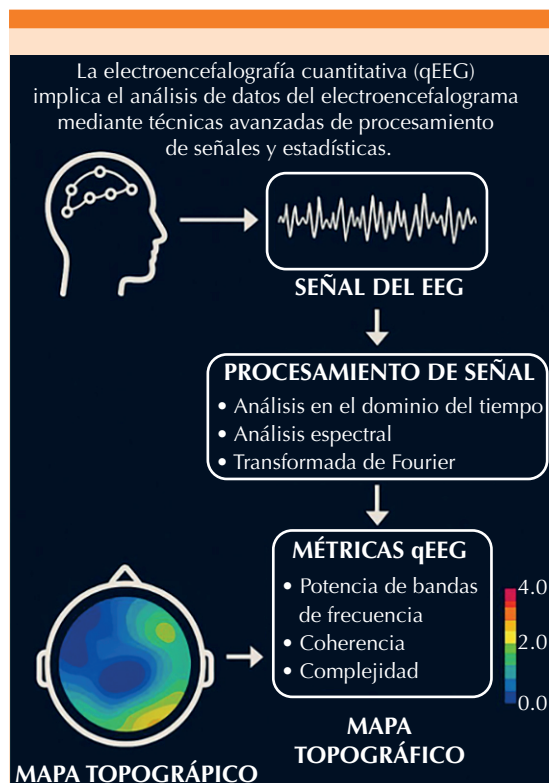 La electroencefalografía cuantitativa (qEEG)
implica el análisis de datos del electroencefalograma
mediante técnicas avanzadas de procesamiento
de señales y estadísticas.
SEÑAL DEL EEG
PROCESAMIENTO DE SEÑAL
• Análisis en el dominio del tiempo
• Análisis espectral
• Transformada de Fourier
MÉTRICAS qEEG
• Potencia de bandas
de frecuencia
• Coherencia
• Complejidad
4.0
2.0
0.0
MAPA
TOPOGRÁFICO
MAPA TOPOGRÁPICO